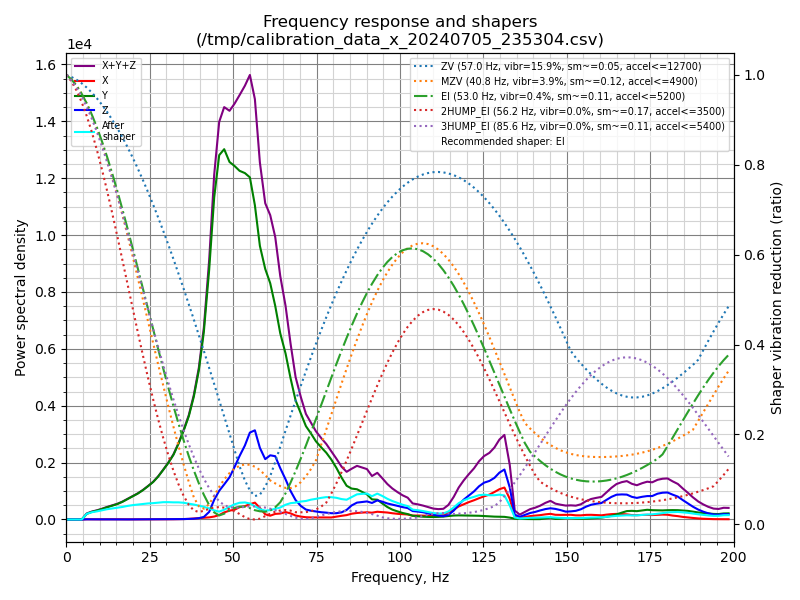 Frequency response and shapers
(/tmp/calibration_data_x_20240705_235304.csv)
1e4
X+Y+Z
X
Y
Z
After
shaper
ZV (57.0 Hz, vibr=15.9%, sm~=0.05, accel<=12700)
MZV (40.8 Hz, vibr=3.9%, sm~=0.12, accel<=4900)
EI (53.0 Hz, vibr=0.4%, sm~=0.11, accel<=5200)
2HUMP_EI (56.2 Hz, vibr=0.0%, sm~=0.17, accel<=3500)
3HUMP_EI (85.6 Hz, vibr=0.0%, sm~=0.11, accel<=5400)
Recommended shaper: EI
1.6
1.4
1.2
1.0
0.8
0.6
0.4
0.2
0.0
Power spectral density
1.0
0.8
0.6
0.4
0.2
0.0
Shaper vibration reduction (ratio)
0 25 50 75 100 125 150 175 200
Frequency, Hz